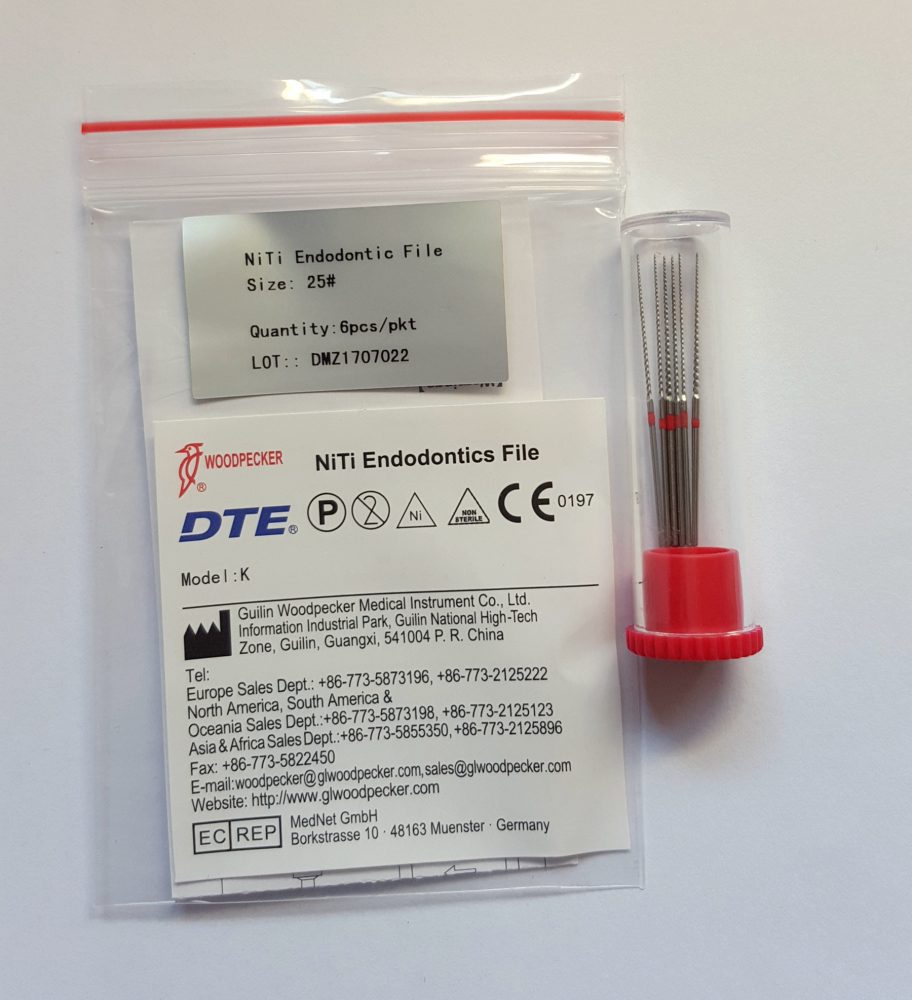 NiTi Endodontic File
Size: 25#
Quantity:6pcs/pkt
LOT:: DMZ1707022
WOODPECKER ®
NiTi Endodontics File
DTE®
P 2 Ni NON STERILE CE 0197
Model:K
Guilin Woodpecker Medical Instrument Co., Ltd.
Information Industrial Park, Guilin National High-Tech
Zone, Guilin, Guangxi, 541004 P. R. China
Tel:
Europe Sales Dept.: +86-773-5873196, +86-773-2125222
North America, South America &
Oceania Sales Dept.:+86-773-5873198, +86-773-2125123
Asia & Africa Sales Dept.:+86-773-5855350, +86-773-2125896
Fax: +86-773-5822450
E-mail:woodpecker@glwoodpecker.com,sales@glwoodpecker.com
Website: http://www.glwoodpecker.com
EC REP
MedNet GmbH
Borkstrasse 10 · 48163 Muenster · Germany